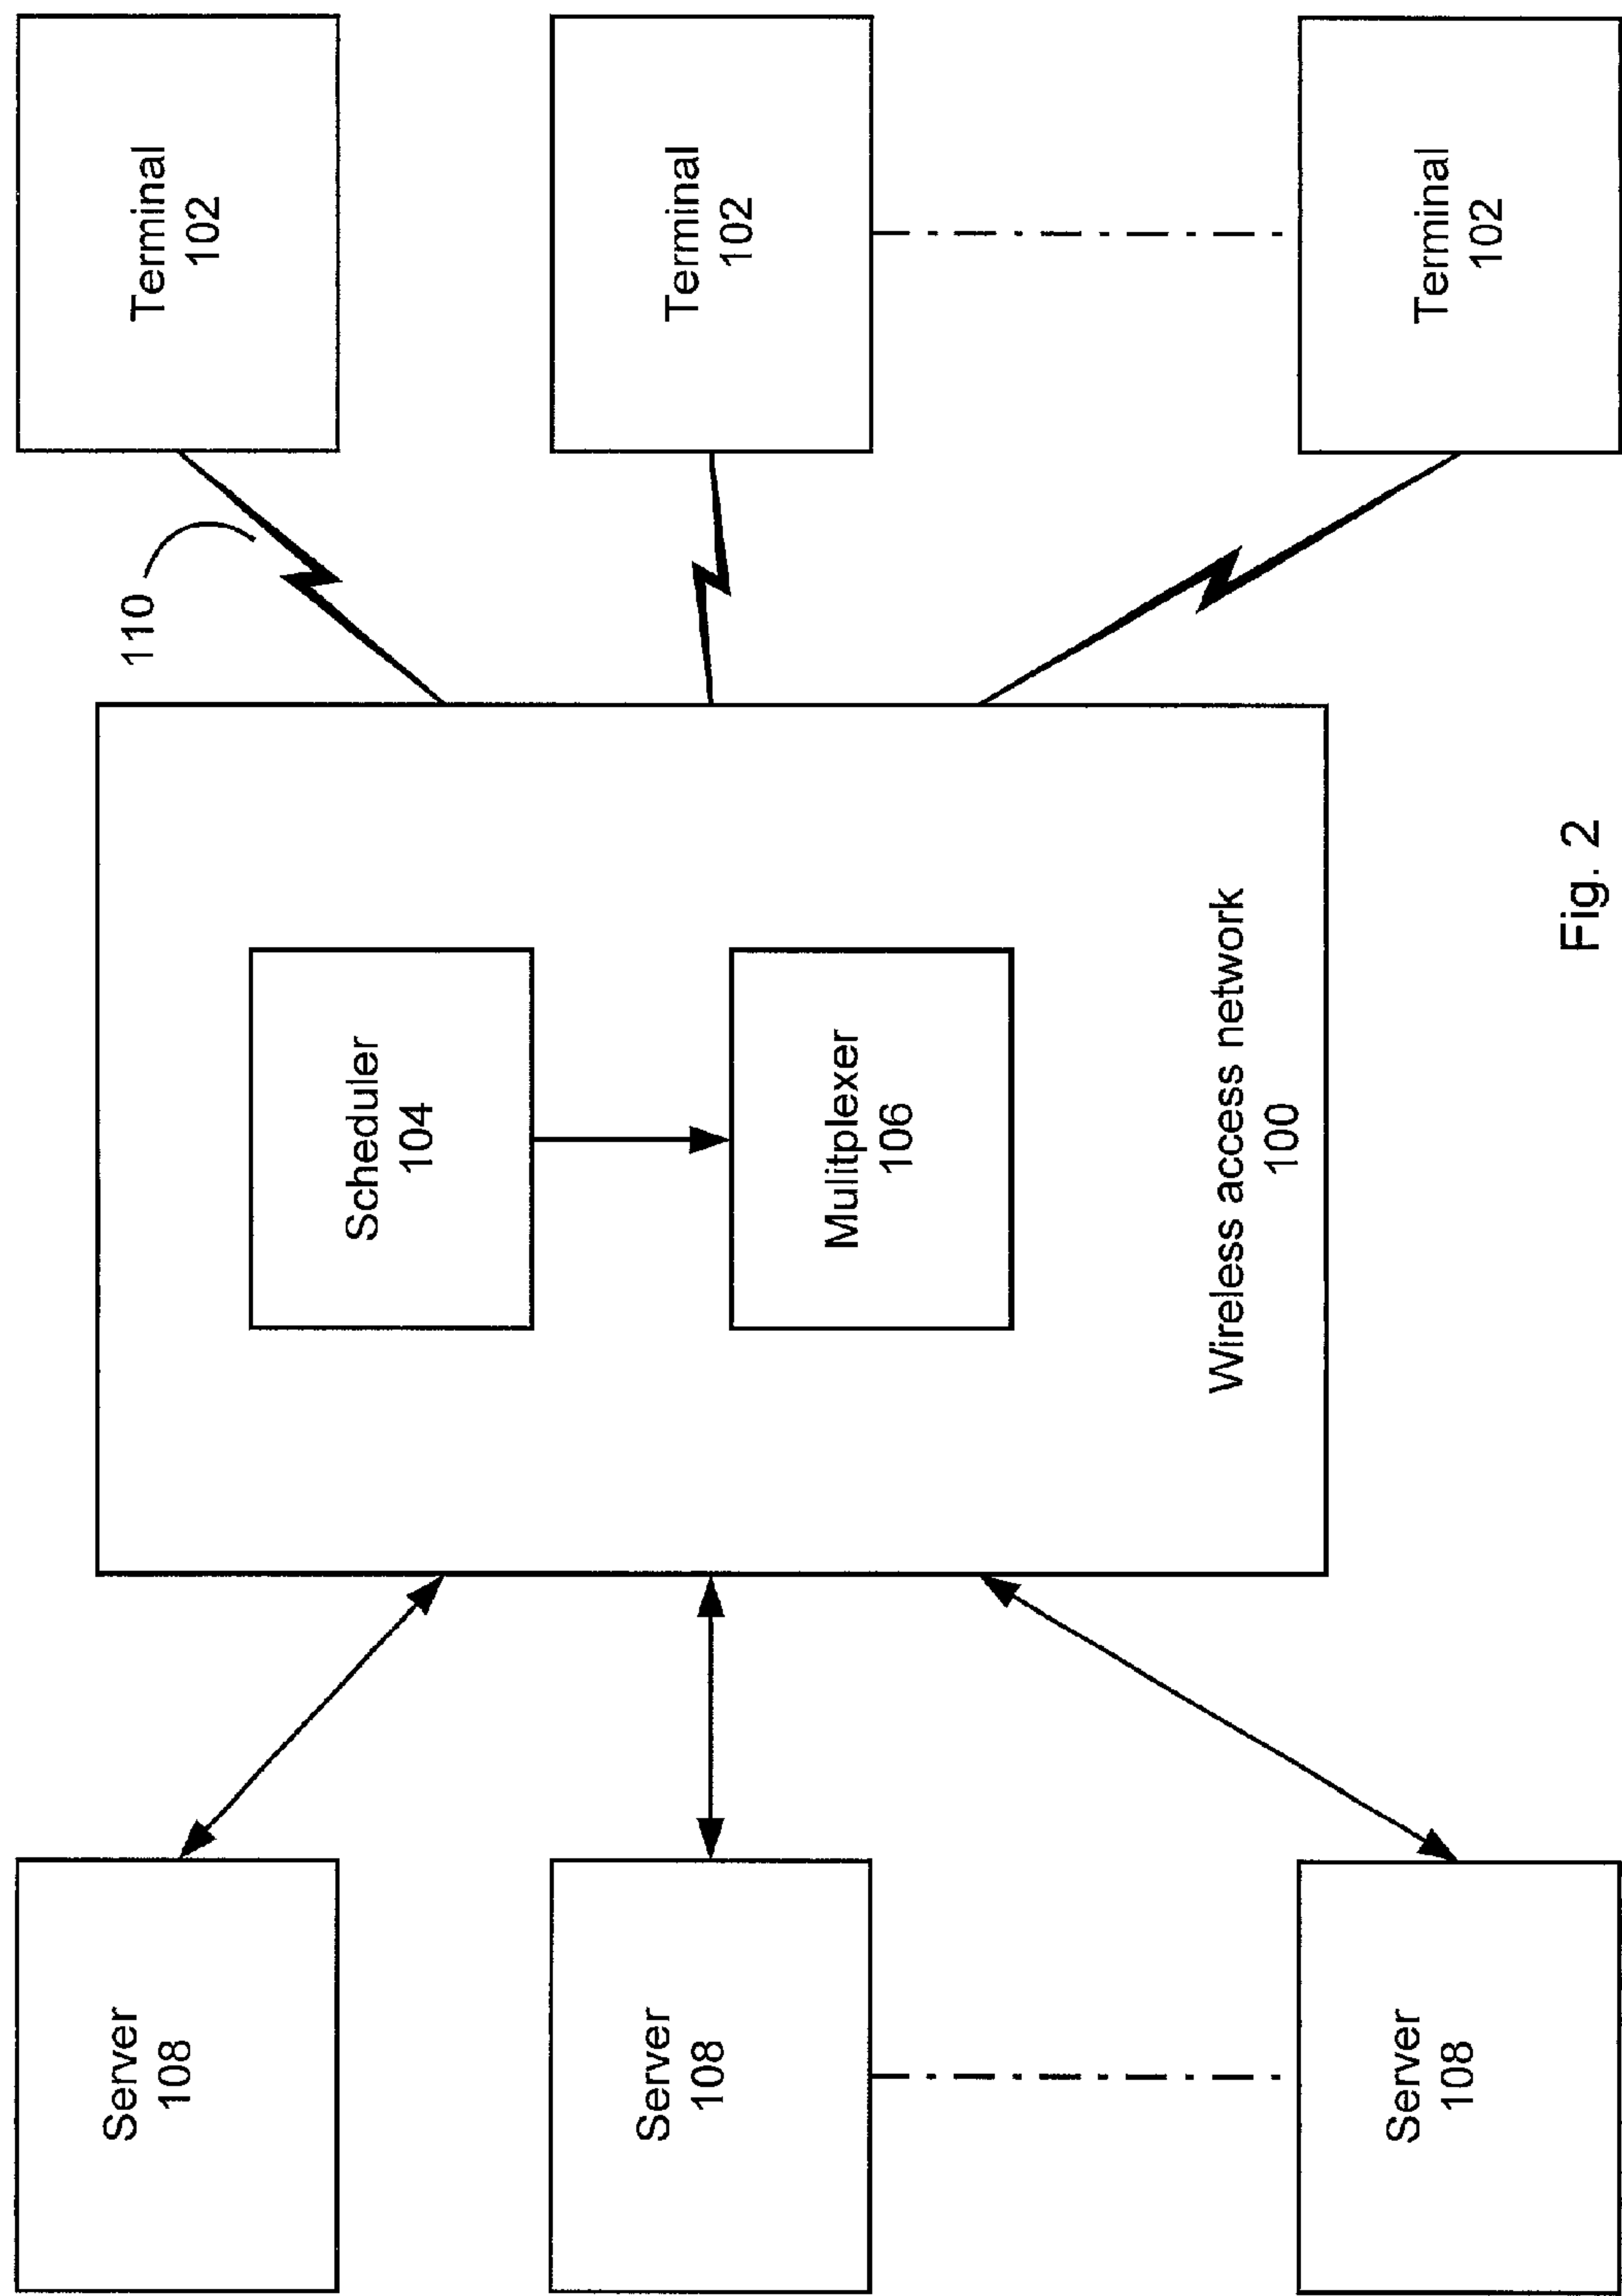 Server
108
Server
108
Server
108
Scheduler
104
Mulitplexer
106
Wireless access network
100
110
Terminal
102
Terminal
102
Terminal
102
Fig. 2